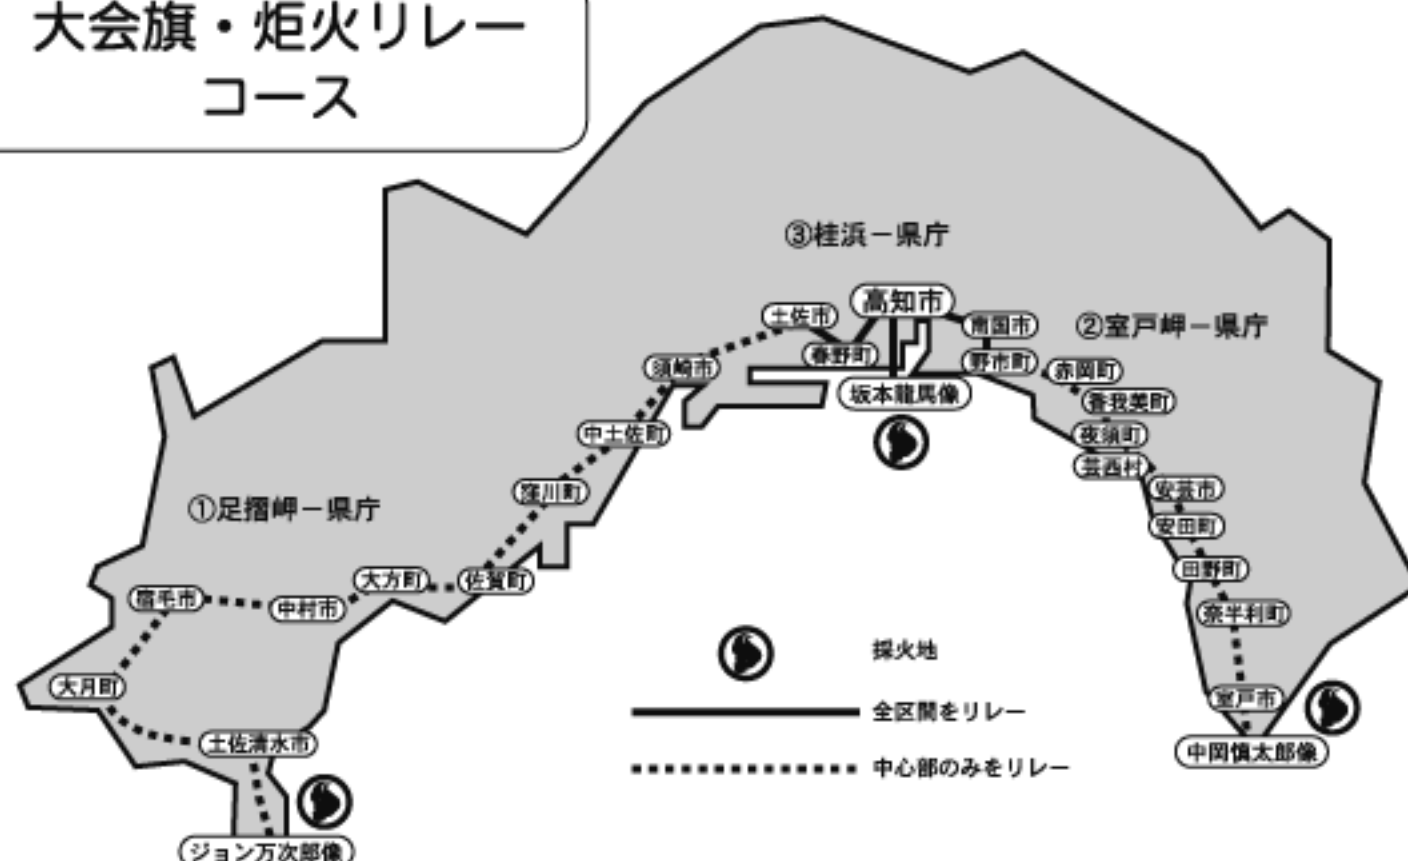 大会旗・炬火リレー
コース
③桂浜－県庁
高知市
土佐市
南国市
②室戸岬－県庁
春野町
野市町
須崎市
赤岡町
坂本龍馬像
香我美町
中土佐町
夜須町
芸西村
窪川町
安芸市
①足摺岬－県庁
安田町
田野町
大方町
佐賀町
宿毛市
中村市
奈半利町
採火地
大月町
室戸市
全区間をリレー
土佐清水市
中岡慎太郎像
中心部のみをリレー
ジョン万次郎像